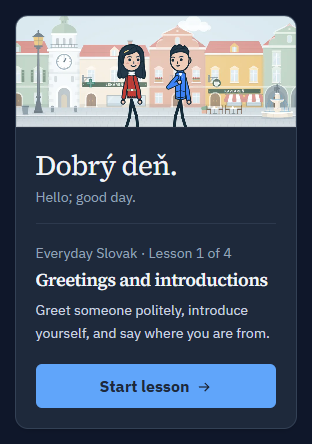 Dobrý deň.
Hello; good day.
Everyday Slovak · Lesson 1 of 4
Greetings and introductions
Greet someone politely, introduce
yourself, and say where you are from.
Start lesson →